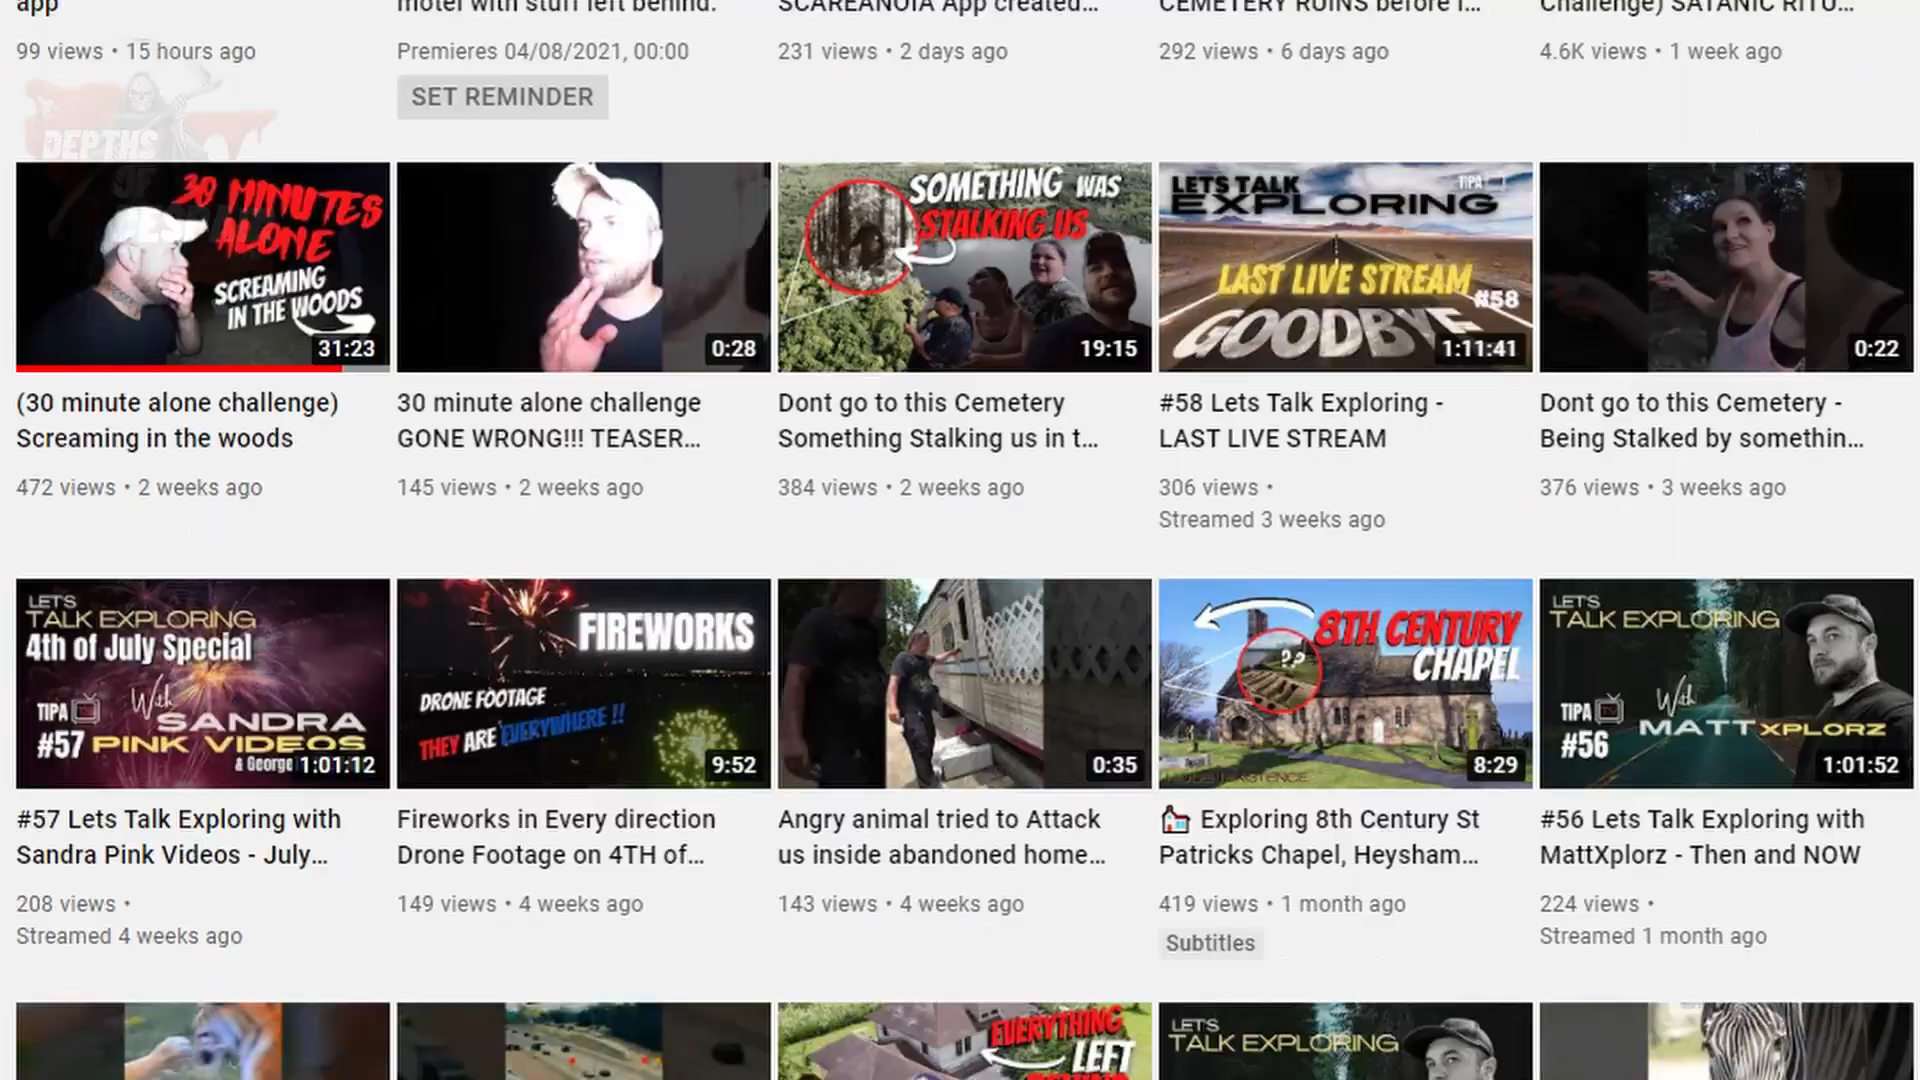 app
motel with stuff left behind.
SCAREANOIA App created...
CEMETERY RUINS before I...
Challenge) SATANIC RITU...
99 views • 15 hours ago
Premieres 04/08/2021, 00:00
231 views • 2 days ago
292 views • 6 days ago
4.6K views • 1 week ago
SET REMINDER
DEPTHS
OF
30 MINUTES
ALONE
SCREAMING
IN THE WOODS
31:23
0:28
SOMETHING WAS
STALKING US
19:15
LETS TALK
EXPLORING
TIPA
LAST LIVE STREAM
#58
GOODBYE
1:11:41
0:22
(30 minute alone challenge)
Screaming in the woods
472 views • 2 weeks ago
30 minute alone challenge
GONE WRONG!!! TEASER...
145 views • 2 weeks ago
Dont go to this Cemetery
Something Stalking us in t...
384 views • 2 weeks ago
#58 Lets Talk Exploring -
LAST LIVE STREAM
306 views •
Streamed 3 weeks ago
Dont go to this Cemetery -
Being Stalked by somethin...
376 views • 3 weeks ago
LET'S
TALK EXPLORING
4th of July Special
TIPA
With
SANDRA
#57 PINK VIDEOS
& George
1:01:12
FIREWORKS
DRONE FOOTAGE
THEY ARE EVERYWHERE !!
9:52
0:35
8TH CENTURY
CHAPEL
??
8:29
LET'S
TALK EXPLORING
TIPA TV
With
#56
MATTXPLORZ
1:01:52
#57 Lets Talk Exploring with
Sandra Pink Videos - July...
208 views •
Streamed 4 weeks ago
Fireworks in Every direction
Drone Footage on 4TH of...
149 views • 4 weeks ago
Angry animal tried to Attack
us inside abandoned home...
143 views • 4 weeks ago
Exploring 8th Century St
Patricks Chapel, Heysham...
419 views • 1 month ago
Subtitles
#56 Lets Talk Exploring with
MattXplorz - Then and NOW
224 views •
Streamed 1 month ago
EVERYTHING
LEFT
LET'S
TALK EXPLORING